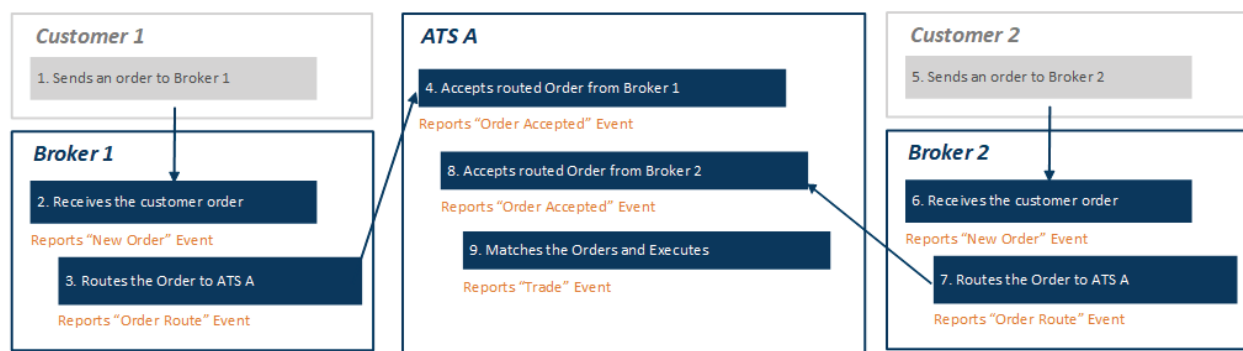 Customer 1
1. Sends an order to Broker 1
Broker 1
2. Receives the customer order
Reports “New Order” Event
3. Routes the Order to ATS A
Reports “Order Route” Event
ATS A
4. Accepts routed Order from Broker 1
Reports “Order Accepted” Event
8. Accepts routed Order from Broker 2
Reports “Order Accepted” Event
9. Matches the Orders and Executes
Reports “Trade” Event
Customer 2
5. Sends an order to Broker 2
Broker 2
6. Receives the customer order
Reports “New Order” Event
7. Routes the Order to ATS A
Reports “Order Route” Event